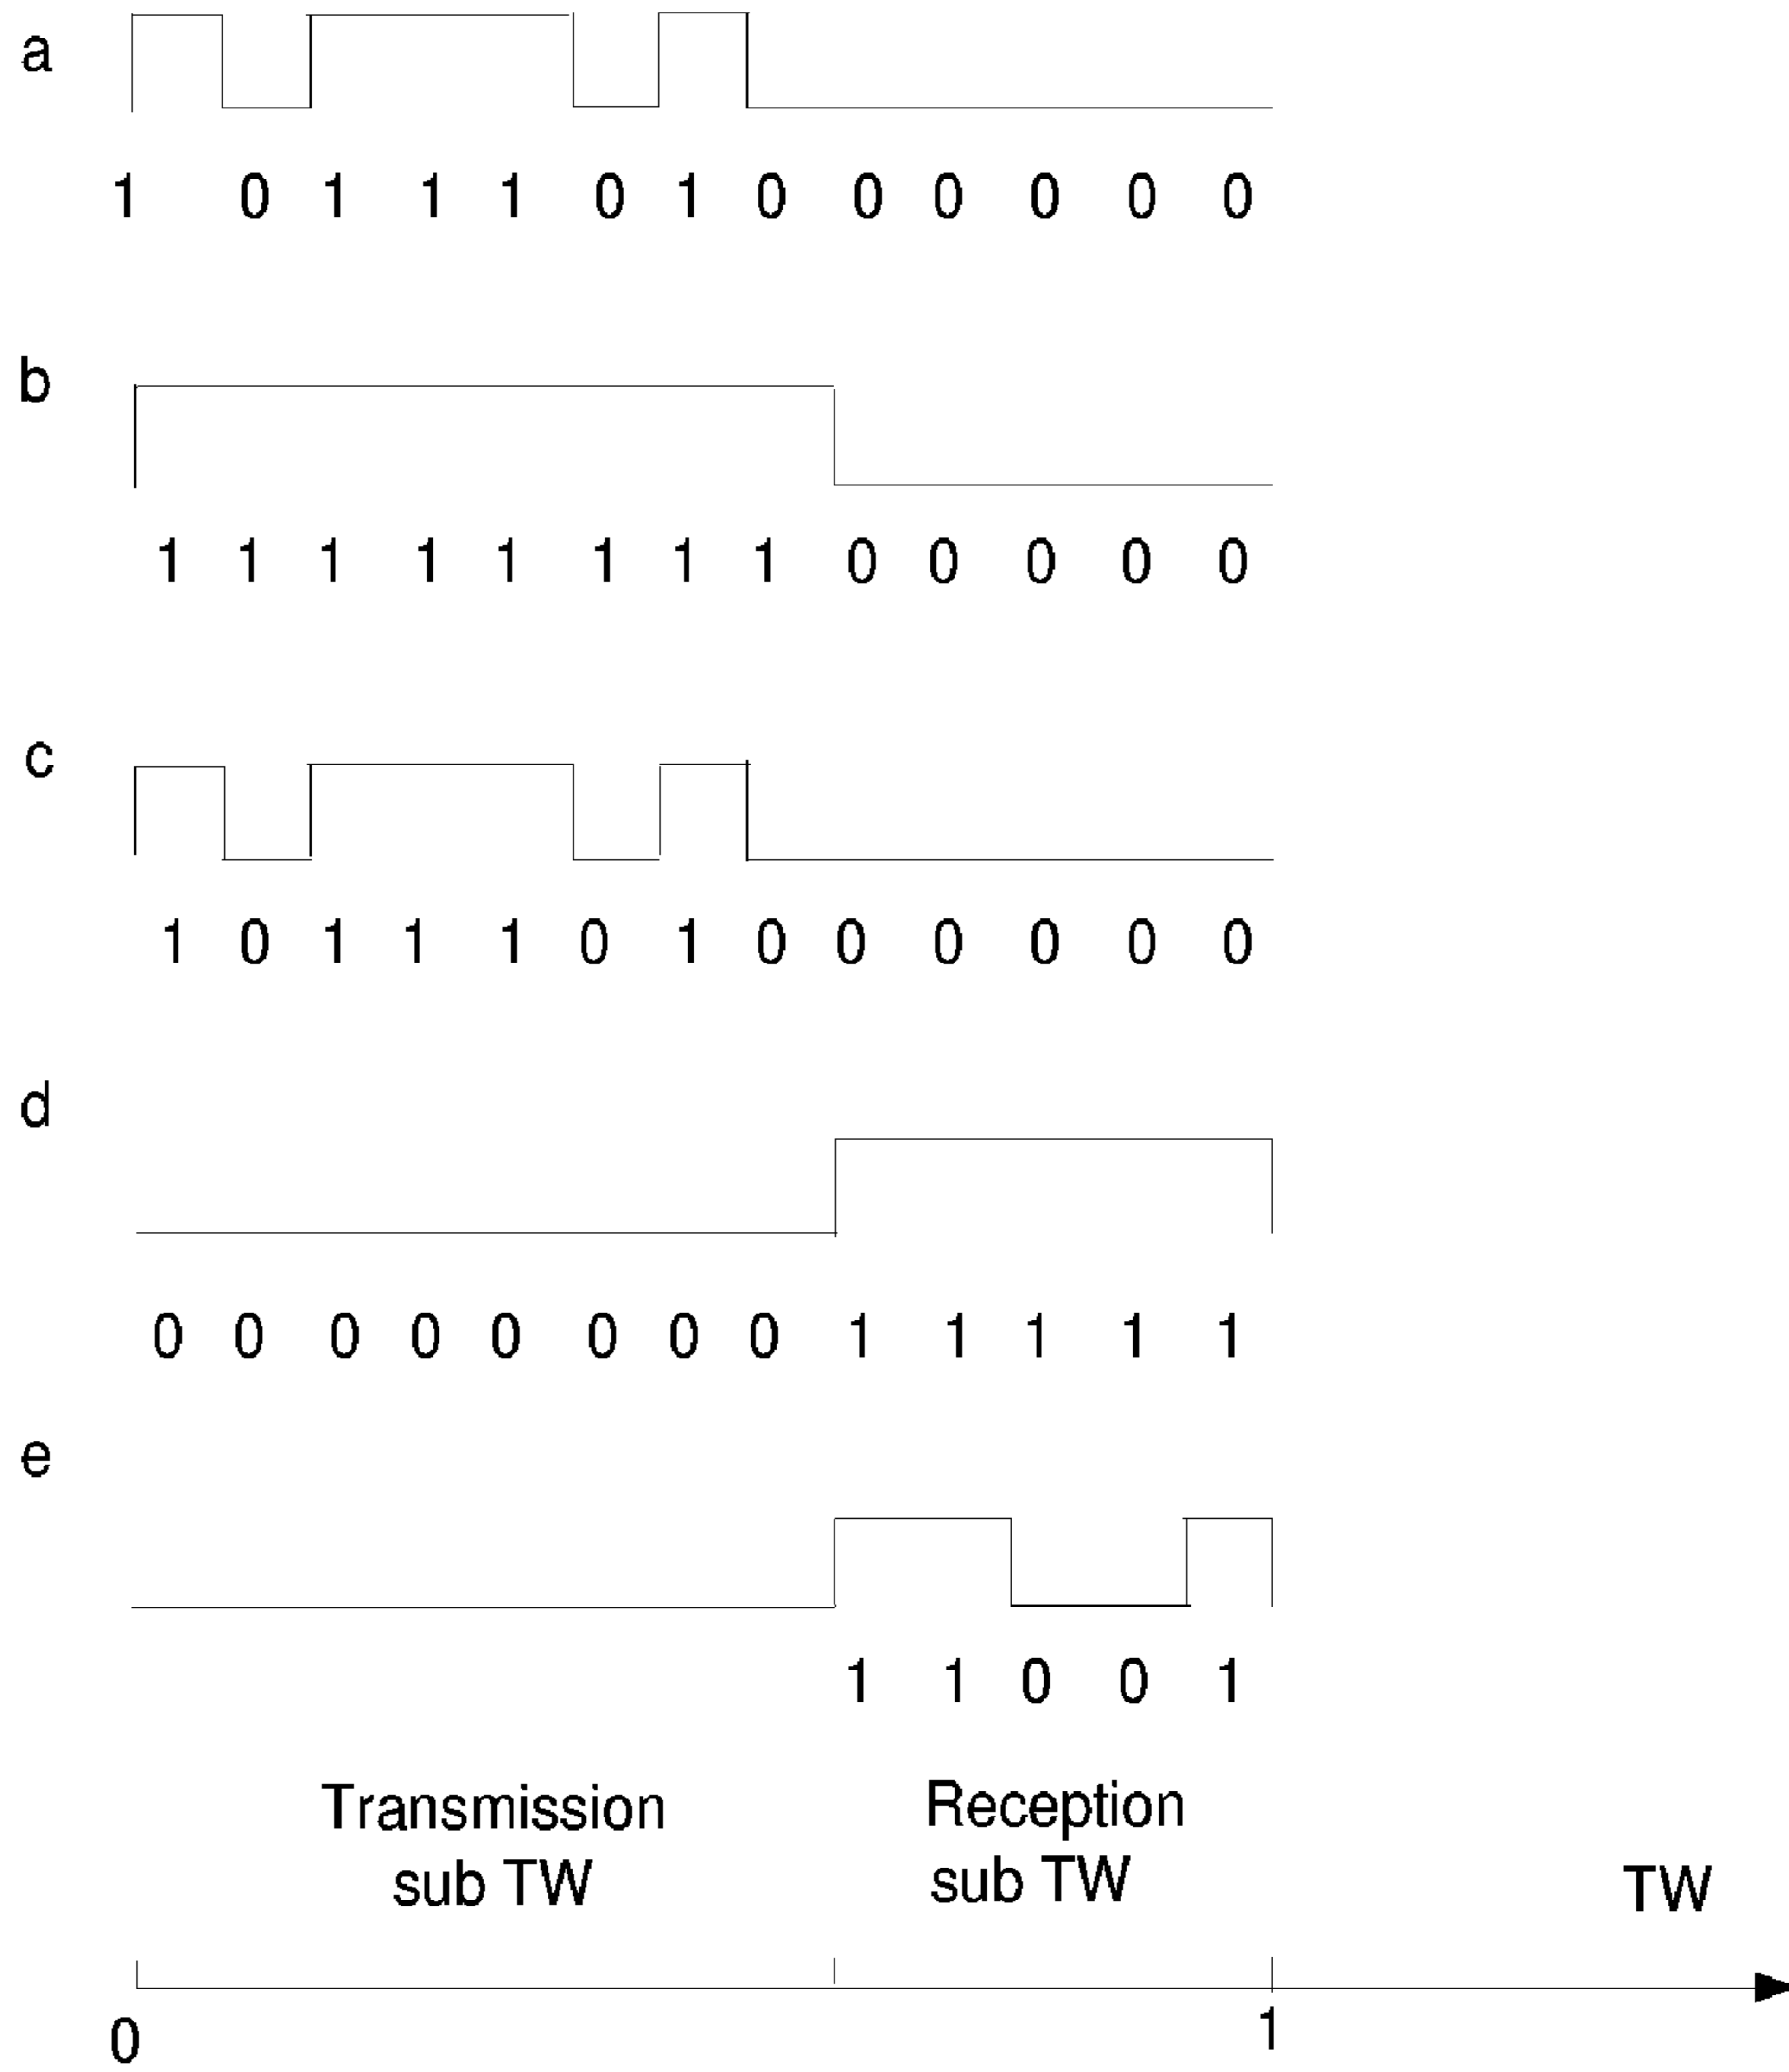 a
1 0 1 1 1 0 1 0 0 0 0 0 0
b
1 1 1 1 1 1 1 1 0 0 0 0 0
c
1 0 1 1 1 0 1 0 0 0 0 0 0
d
0 0 0 0 0 0 0 0 1 1 1 1 1
e
1 1 0 0 1
Transmission
sub TW
Reception
sub TW
TW
0 1